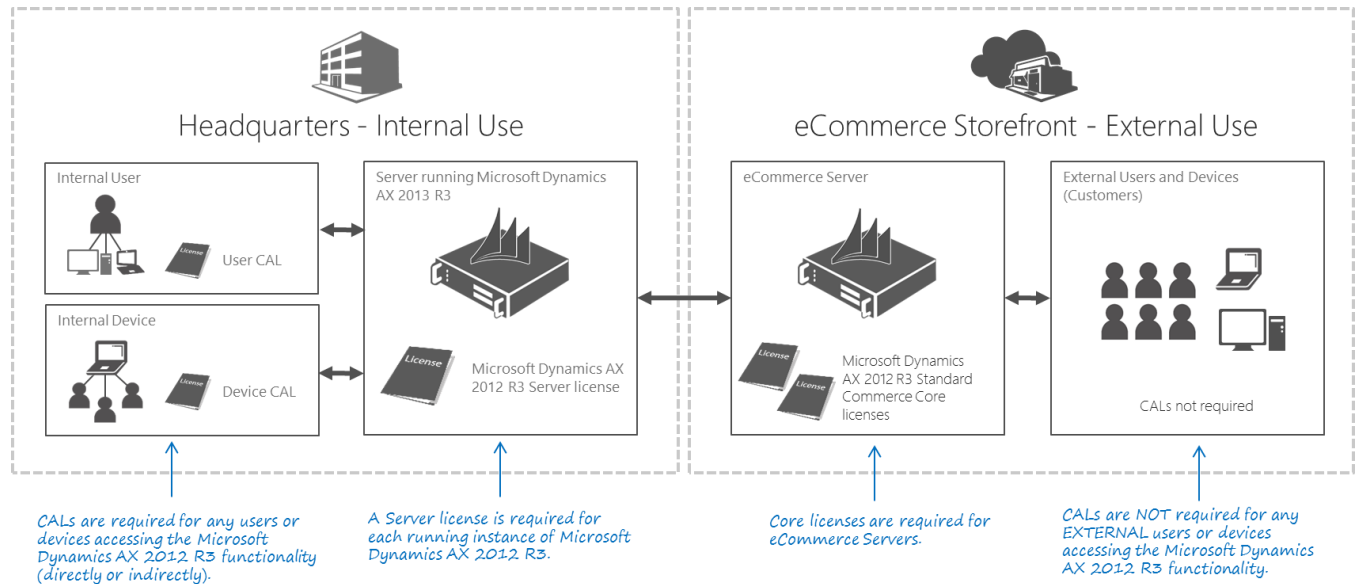 Headquarters - Internal Use
Internal User
User CAL
Internal Device
Device CAL
Server running Microsoft Dynamics
AX 2013 R3
License
License
License
Microsoft Dynamics AX
2012 R3 Server license
eCommerce Storefront - External Use
eCommerce Server
License
License
Microsoft Dynamics
AX 2012 R3 Standard
Commerce Core
licenses
External Users and Devices
(Customers)
CALs not required
CALs are required for any users or
devices accessing the Microsoft
Dynamics AX 2012 R3 functionality
(directly or indirectly).
A Server license is required for
each running instance of Microsoft
Dynamics AX 2012 R3.
Core licenses are required for
eCommerce Servers.
CALs are NOT required for any
EXTERNAL users or devices
accessing the Microsoft Dynamics
AX 2012 R3 functionality.